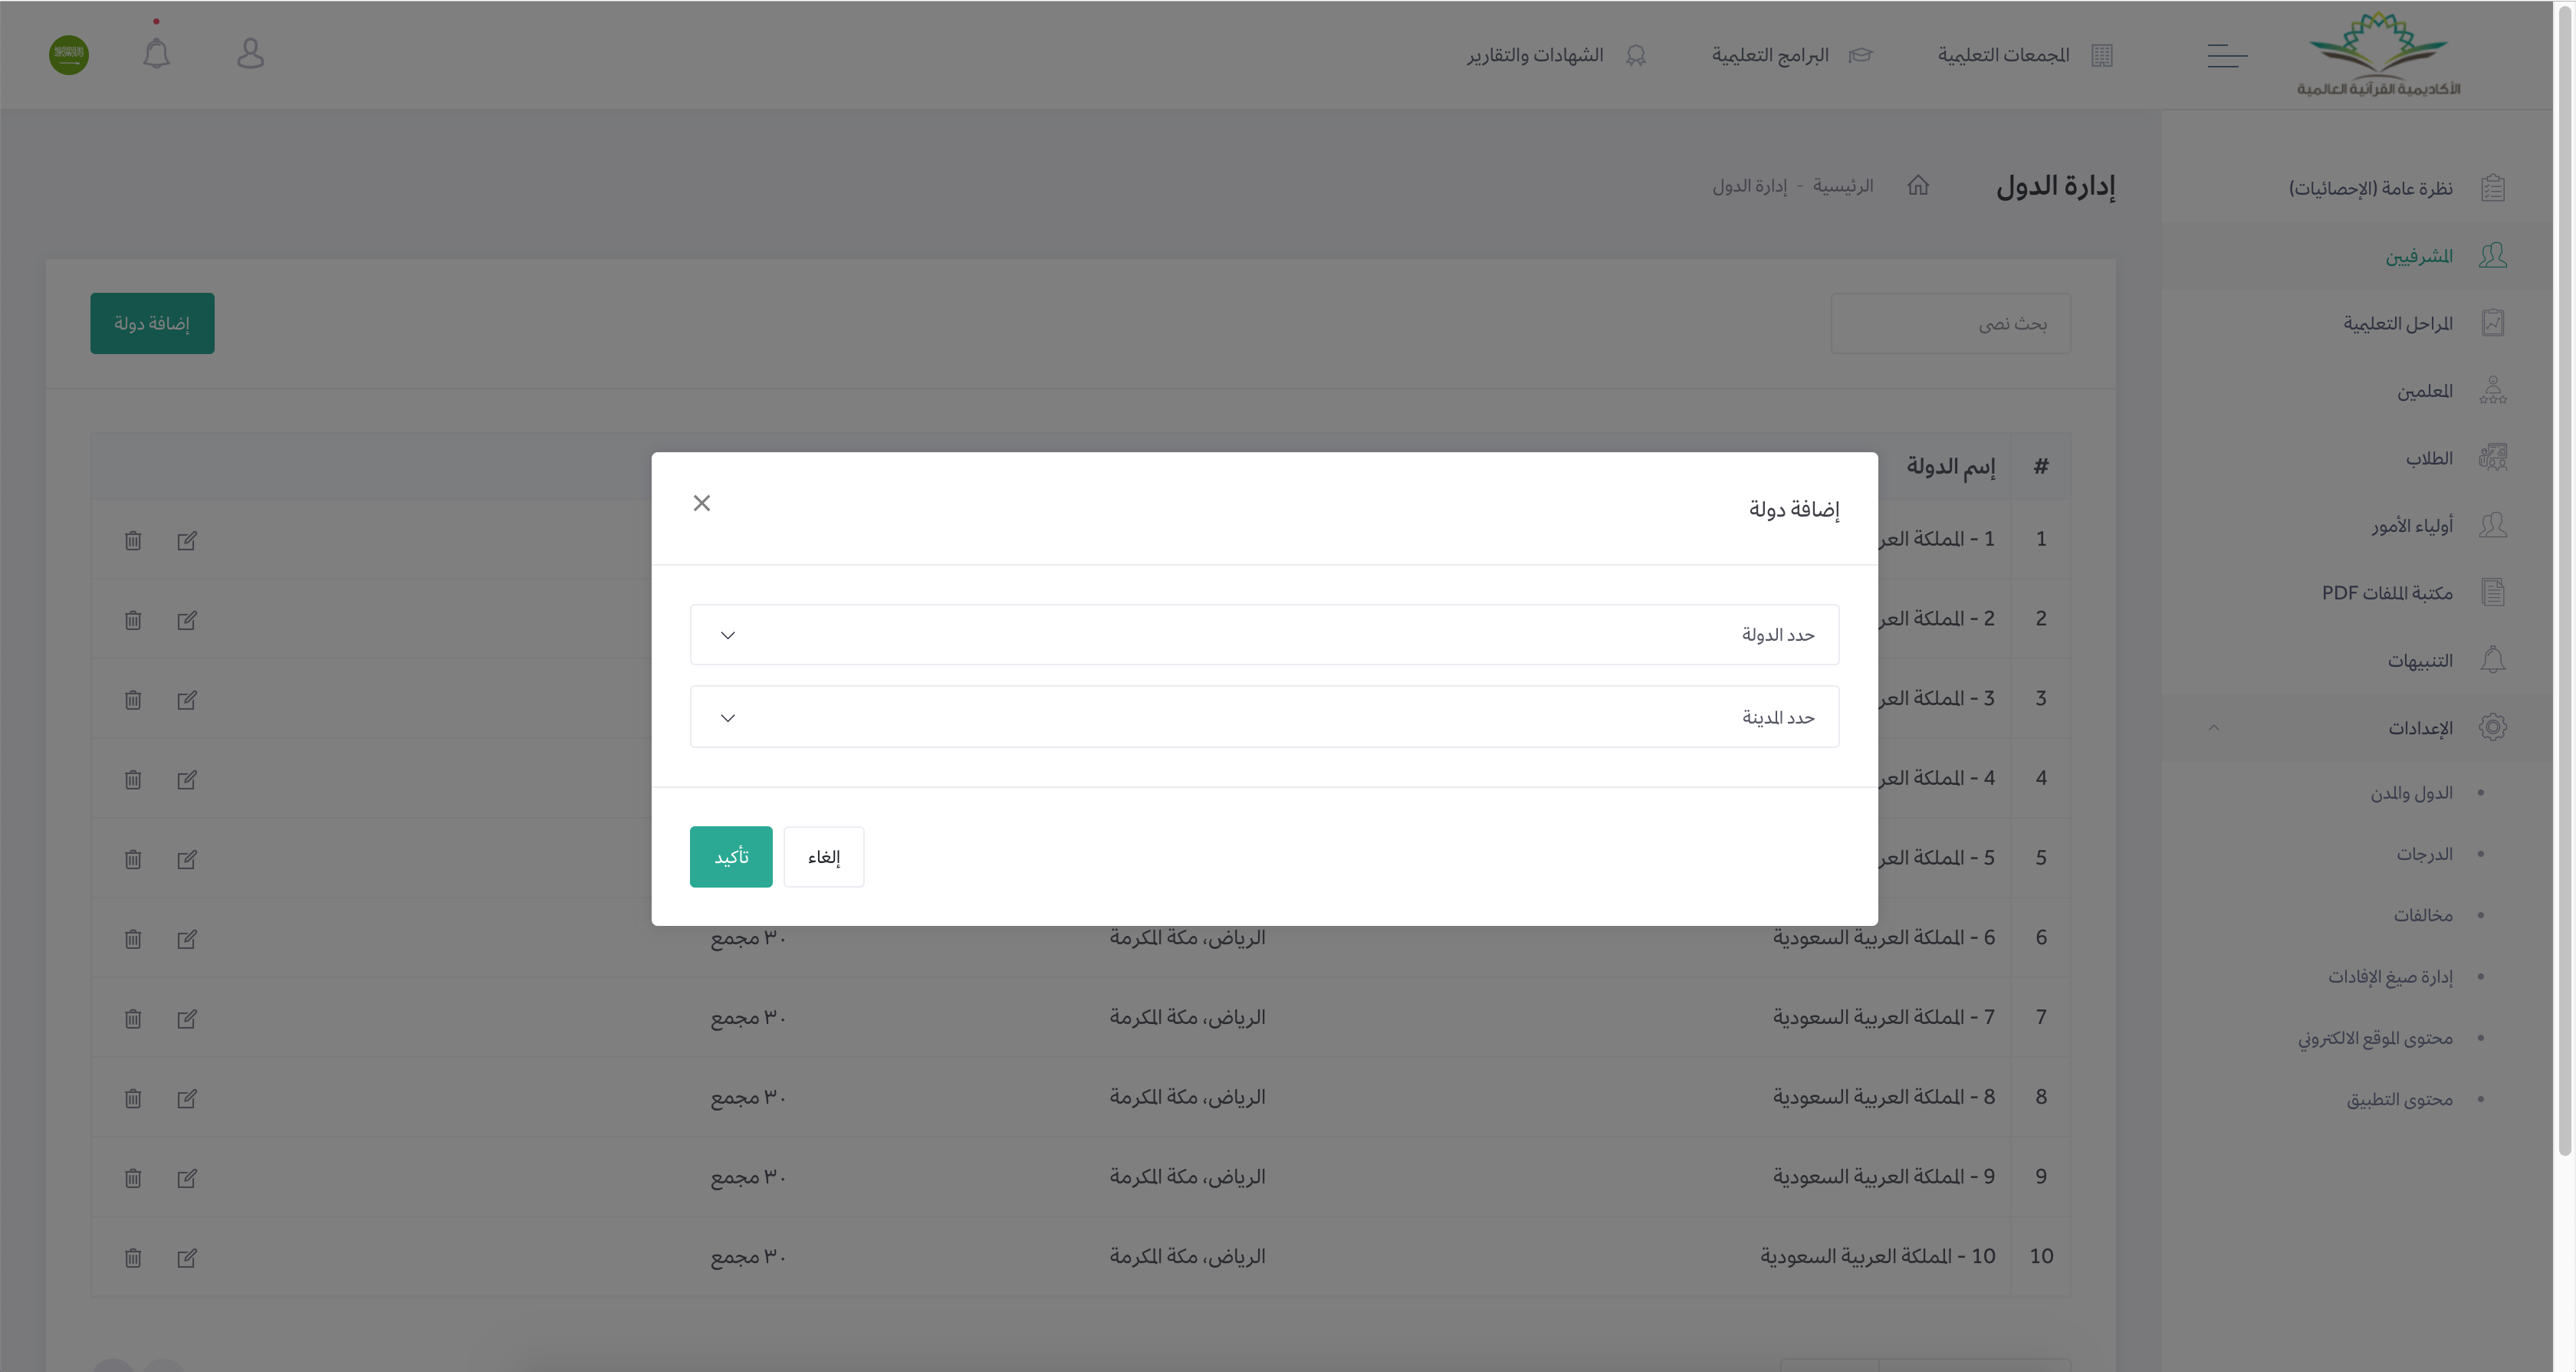 الأكاديمية القرآنية العالمية
المجمعات التعليمية
البرامج التعليمية
الشهادات والتقارير
نظرة عامة (الإحصائيات)
المشرفيين
المراحل التعليمية
المعلمين
الطلاب
أولياء الأمور
مكتبة الملفات PDF
التنبيهات
الإعدادات
الدول والمدن
الدرجات
مخالفات
إدارة صيغ الإفادات
محتوى الموقع الالكتروني
محتوى التطبيق
إدارة الدول
الرئيسية - إدارة الدول
بحث نصى
إضافة دولة
# إسم الدولة
1 1 - المملكة العر
2 2 - المملكة العر
3 3 - المملكة العر
4 4 - المملكة العر
5 5 - المملكة العر
6 6 - المملكة العربية السعودية الرياض، مكة المكرمة ٣٠ مجمع
7 7 - المملكة العربية السعودية الرياض، مكة المكرمة ٣٠ مجمع
8 8 - المملكة العربية السعودية الرياض، مكة المكرمة ٣٠ مجمع
9 9 - المملكة العربية السعودية الرياض، مكة المكرمة ٣٠ مجمع
10 10 - المملكة العربية السعودية الرياض، مكة المكرمة ٣٠ مجمع
إضافة دولة
حدد الدولة
حدد المدينة
إلغاء
تأكيد